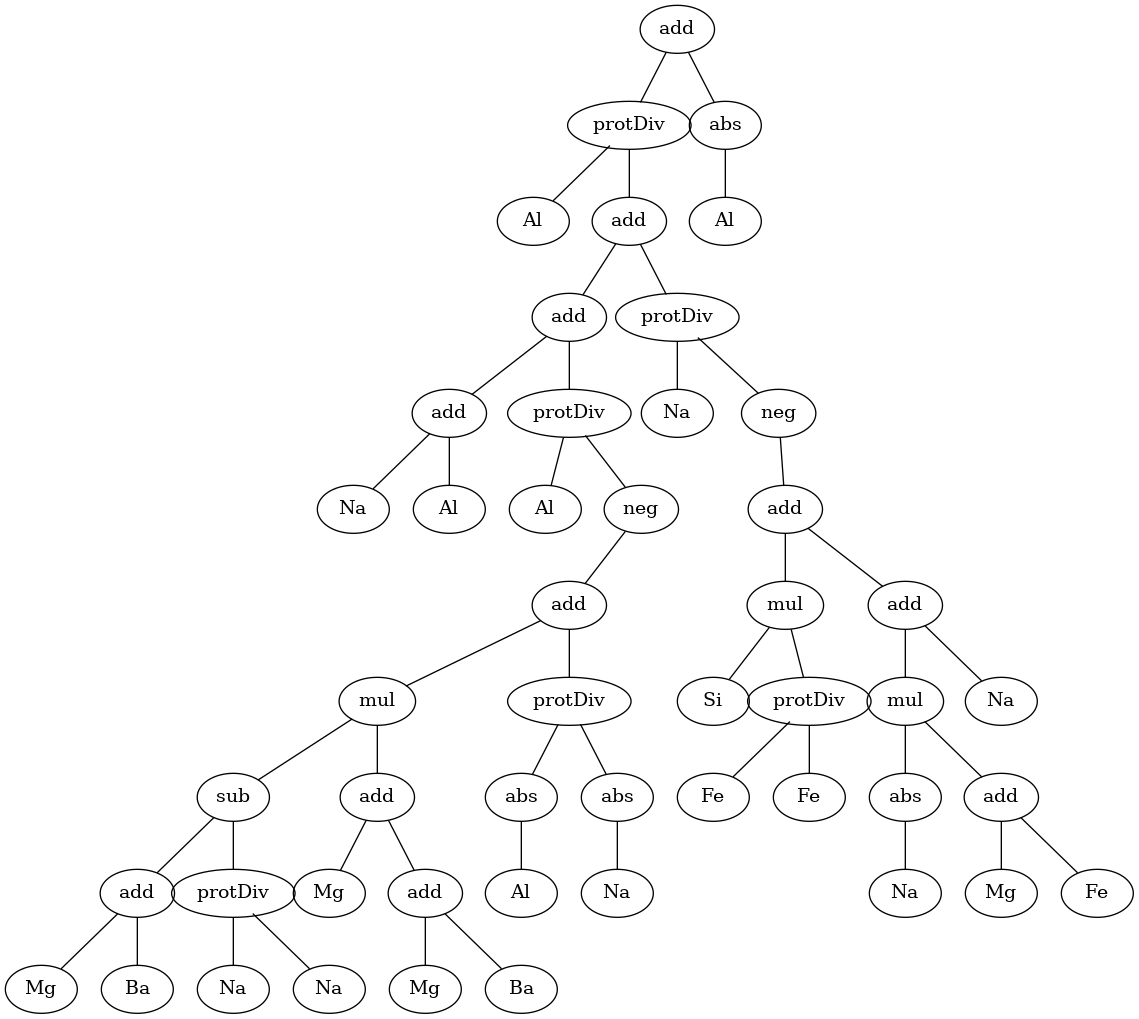 add
protDiv abs
Al add Al
add protDiv
add protDiv Na neg
Na Al Al neg add
add mul add
mul protDiv Si protDiv mul Na
sub add abs abs Fe Fe abs add
add protDiv Mg add Al Na Na Mg Fe
Mg Ba Na Na Mg Ba